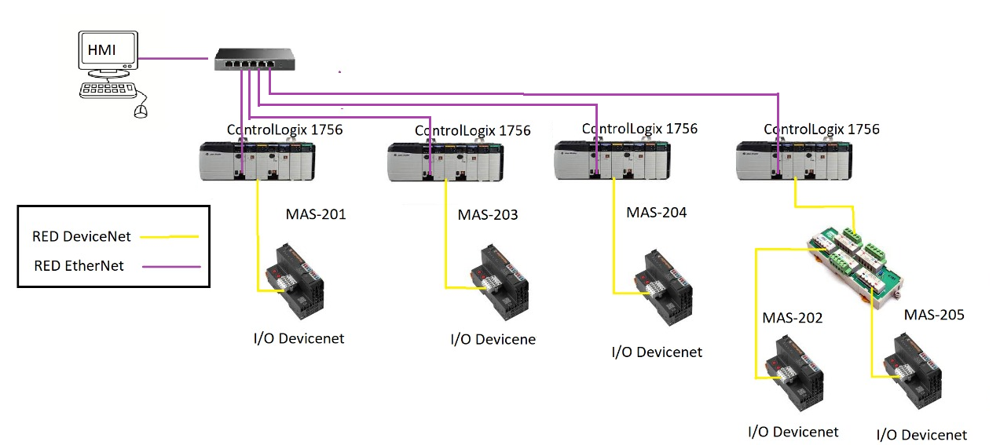 HMI
ControlLogix 1756
ControlLogix 1756
ControlLogix 1756
ControlLogix 1756
MAS-201
MAS-203
MAS-204
RED DeviceNet
RED EtherNet
MAS-202
MAS-205
I/O Devicenet
I/O Devicene
I/O Devicenet
I/O Devicenet
I/O Devicenet